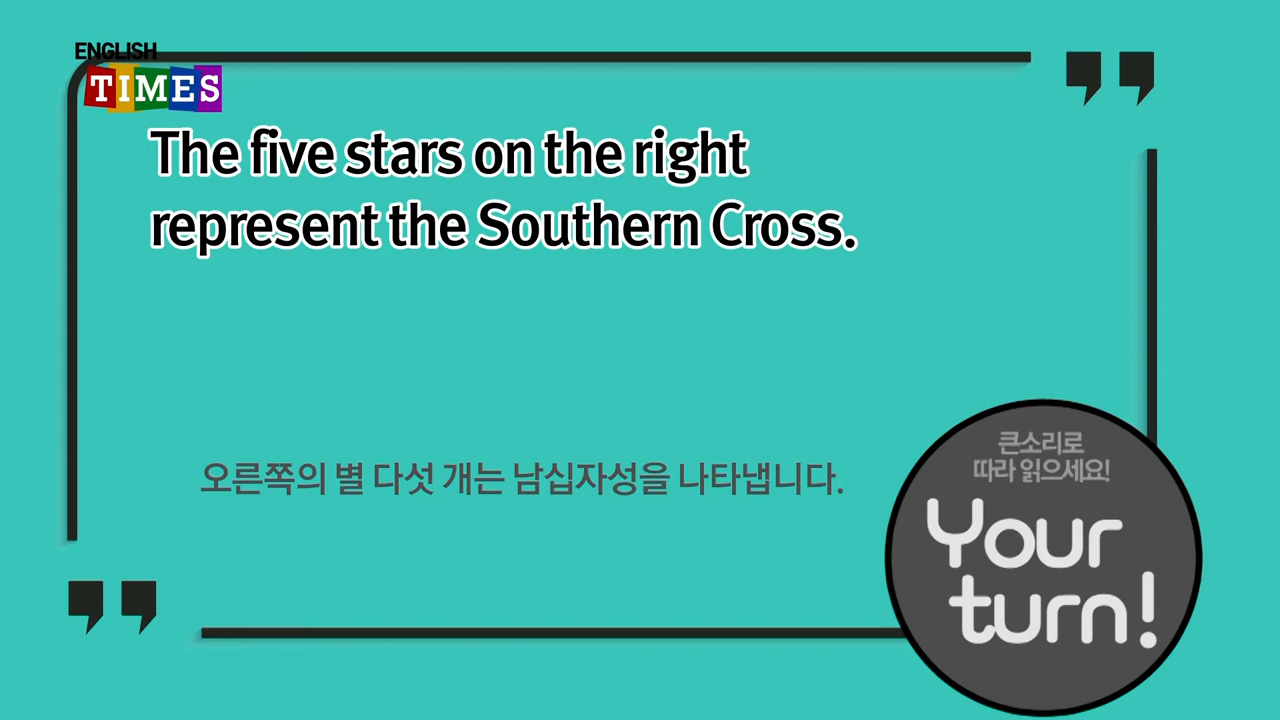 ENGLISH
TIMES
The five stars on the right
represent the Southern Cross.
오른쪽의 별 다섯 개는 남십자성을 나타냅니다.
큰소리로
따라 읽으세요!
Your
turn!